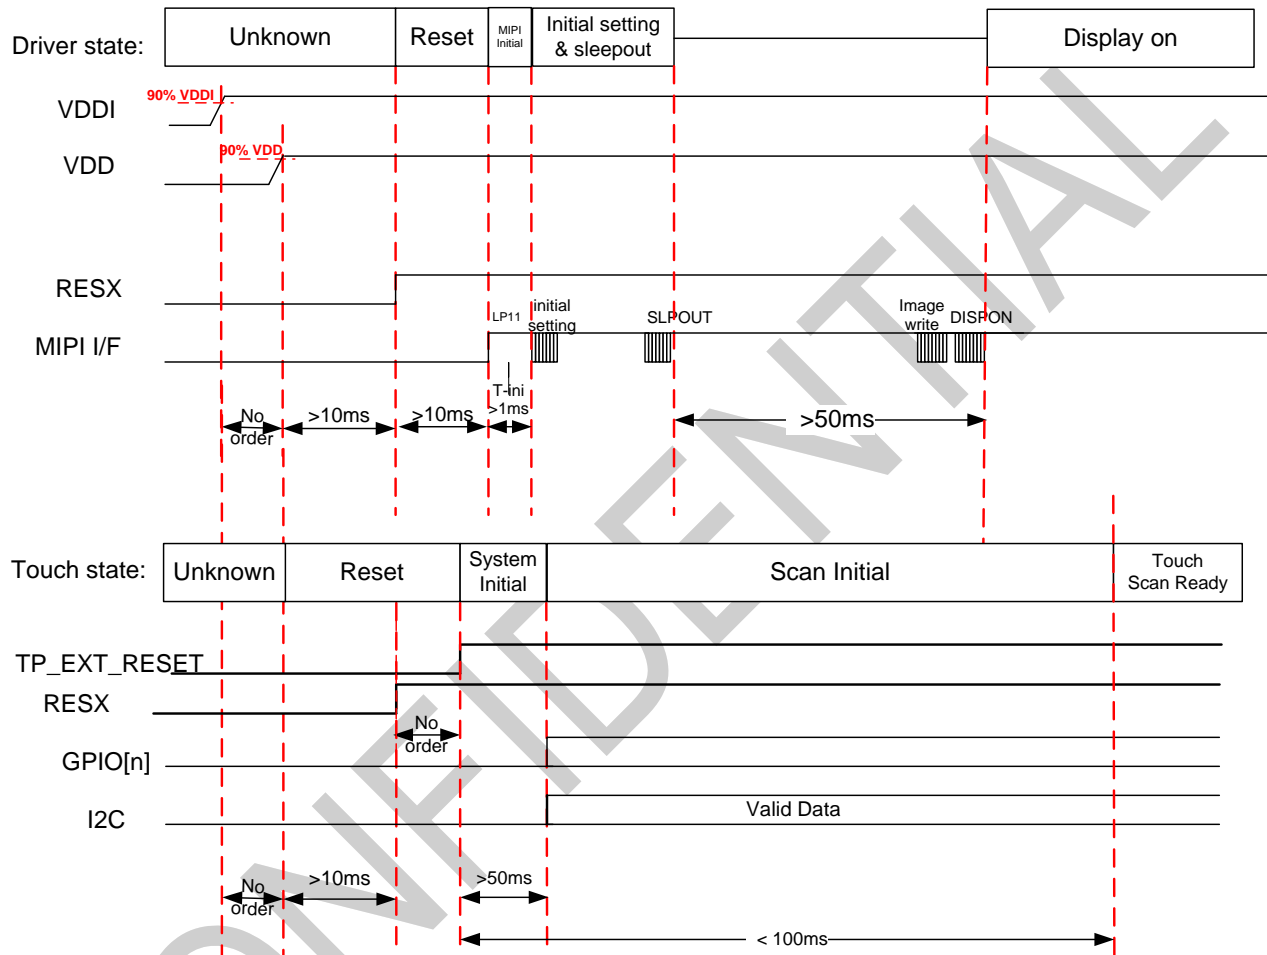 Driver state:
Unknown
Reset
MIPI
Initial
Initial setting
& sleepout
Display on
90% VDDI
VDDI
90% VDD
VDD
RESX
LP11
initial
setting
SLPOUT
Image
write
DISPON
MIPI I/F
T-ini
>1ms
No
order
>10ms
>10ms
>50ms
Touch state:
Unknown
Reset
System
Initial
Scan Initial
Touch
Scan Ready
TP_EXT_RESET
RESX
No
order
GPIO[n]
I2C
Valid Data
No
order
>10ms
>50ms
< 100ms
CONFIDENTIAL